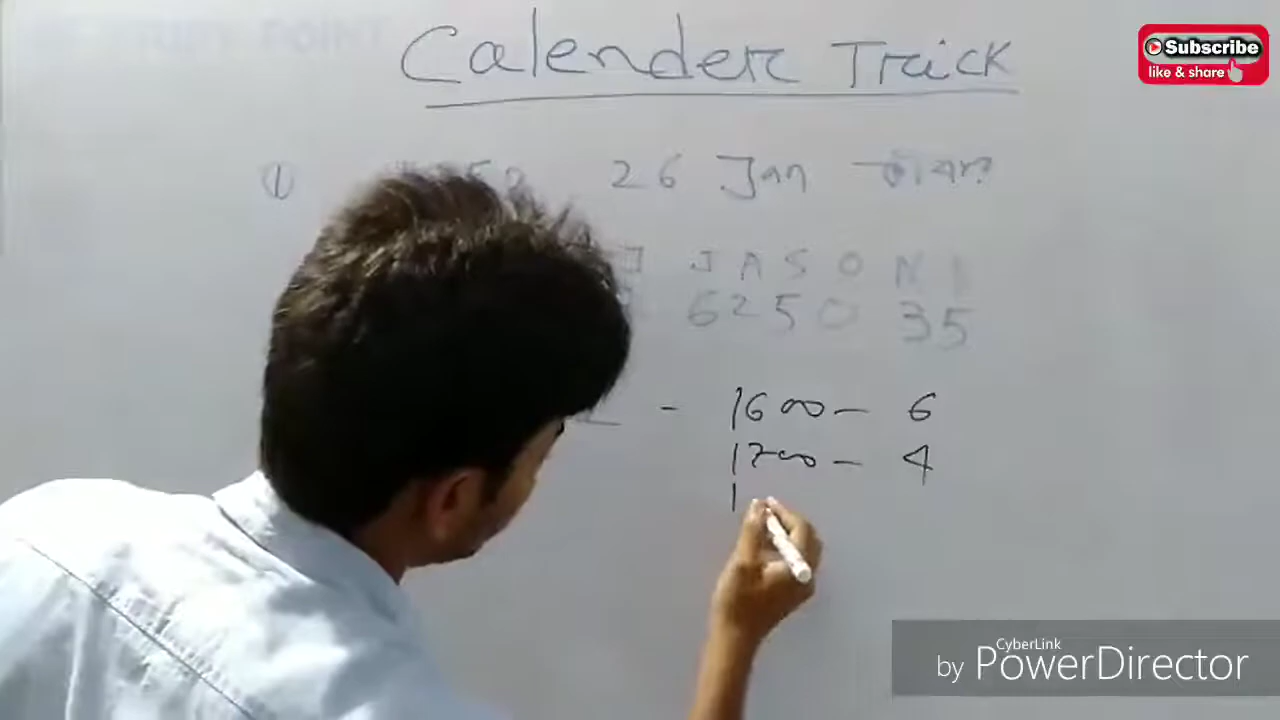 Calender Trick
Subscribe
like & share
① 26 Jan
J J A S O N
6 2 5 0 3 5
- 1600 - 6
1700 - 4
1
CyberLink
by PowerDirector